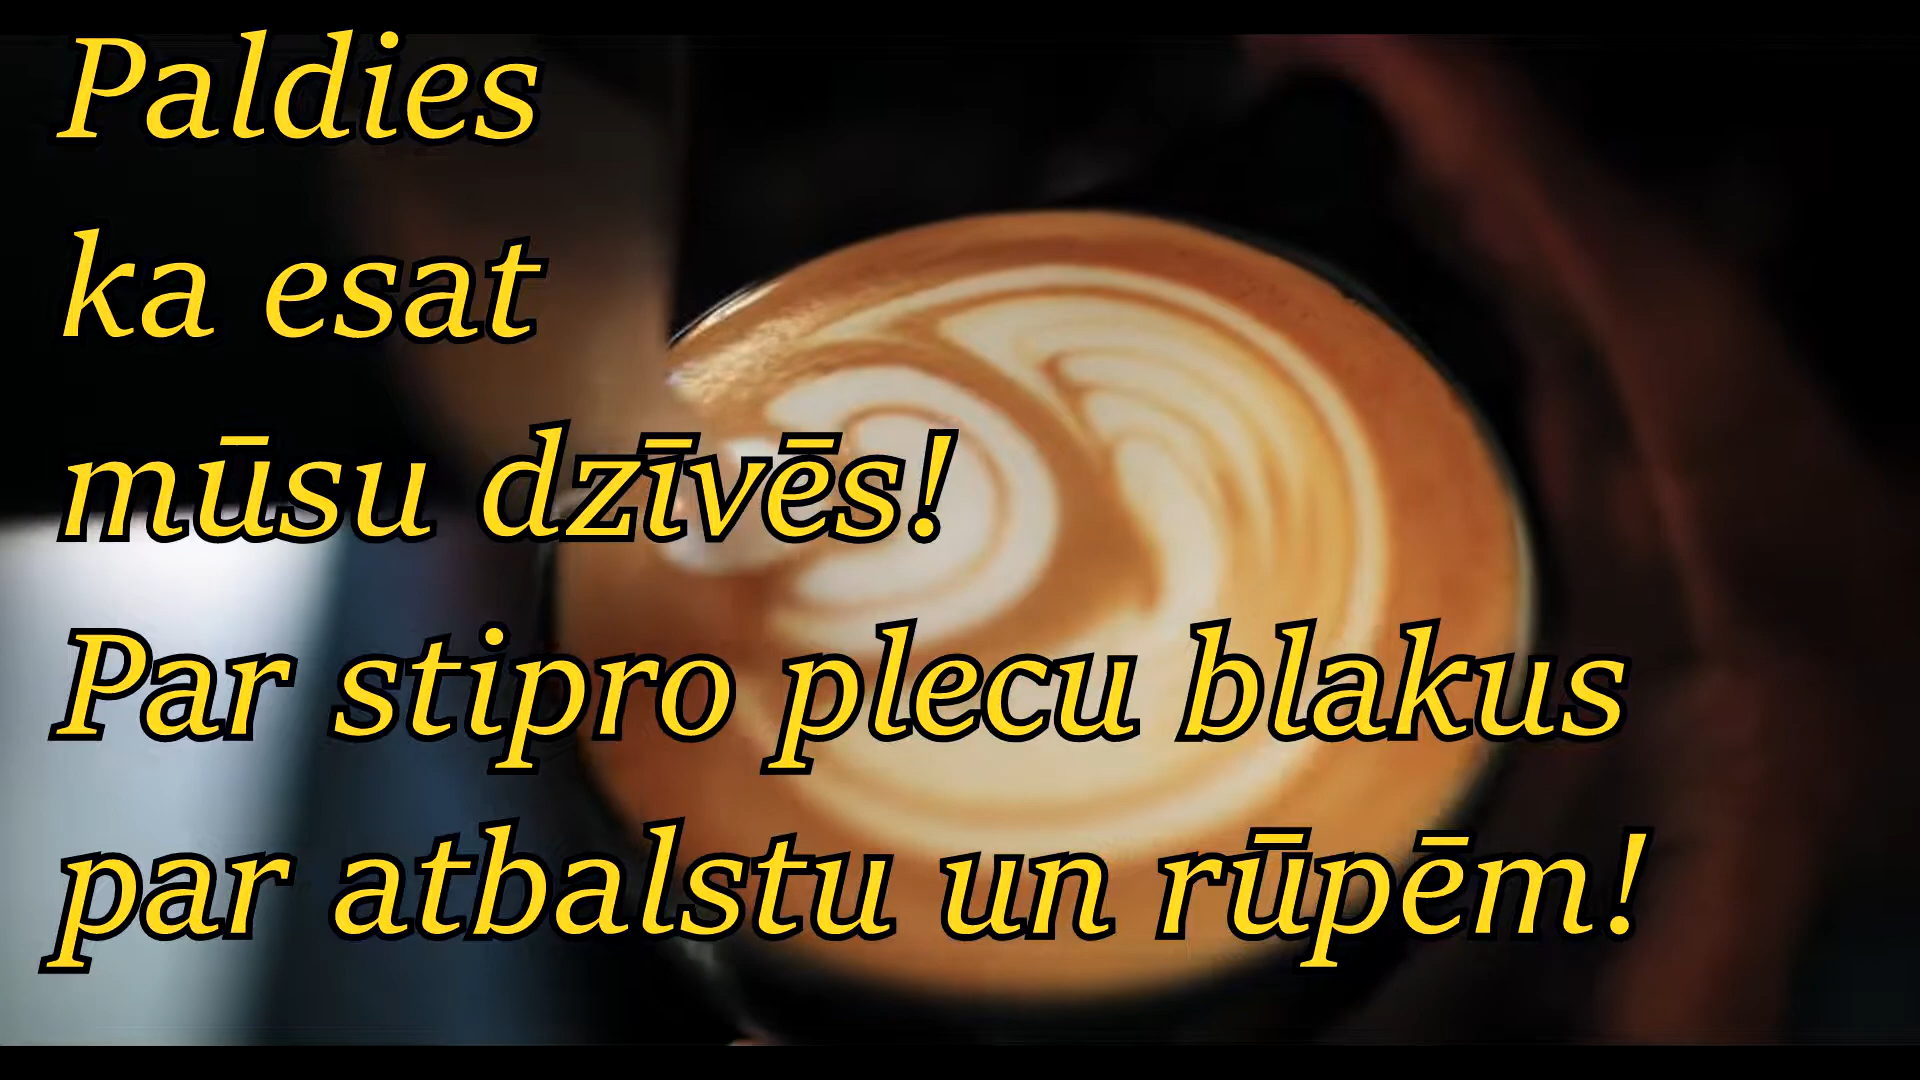 Paldies
ka esat
mūsu dzīvēs!
Par stipro plecu blakus
par atbalstu un rūpēm!